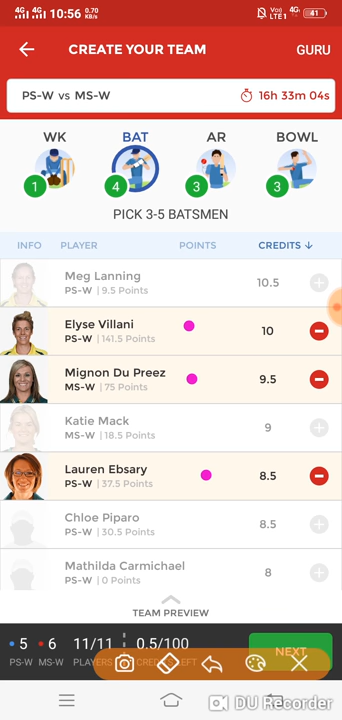 4G 4G 10:56 0.70 KB/s Vo) LTE1 4G 41
CREATE YOUR TEAM GURU
PS-W vs MS-W 16h 33m 04s
WK BAT AR BOWL
1 4 3 3
PICK 3-5 BATSMEN
INFO PLAYER POINTS CREDITS ↓
Meg Lanning
PS-W | 9.5 Points 10.5
Elyse Villani
PS-W | 141.5 Points 10
Mignon Du Preez
MS-W | 75 Points 9.5
Katie Mack
MS-W | 18.5 Points 9
Lauren Ebsary
PS-W | 37.5 Points 8.5
Chloe Piparo
PS-W | 30.5 Points 8.5
Mathilda Carmichael
PS-W | 0 Points 8
TEAM PREVIEW
5 6 11/11 0.5/100 NEXT
PS-W MS-W PLAYERS LEFT
DU Recorder